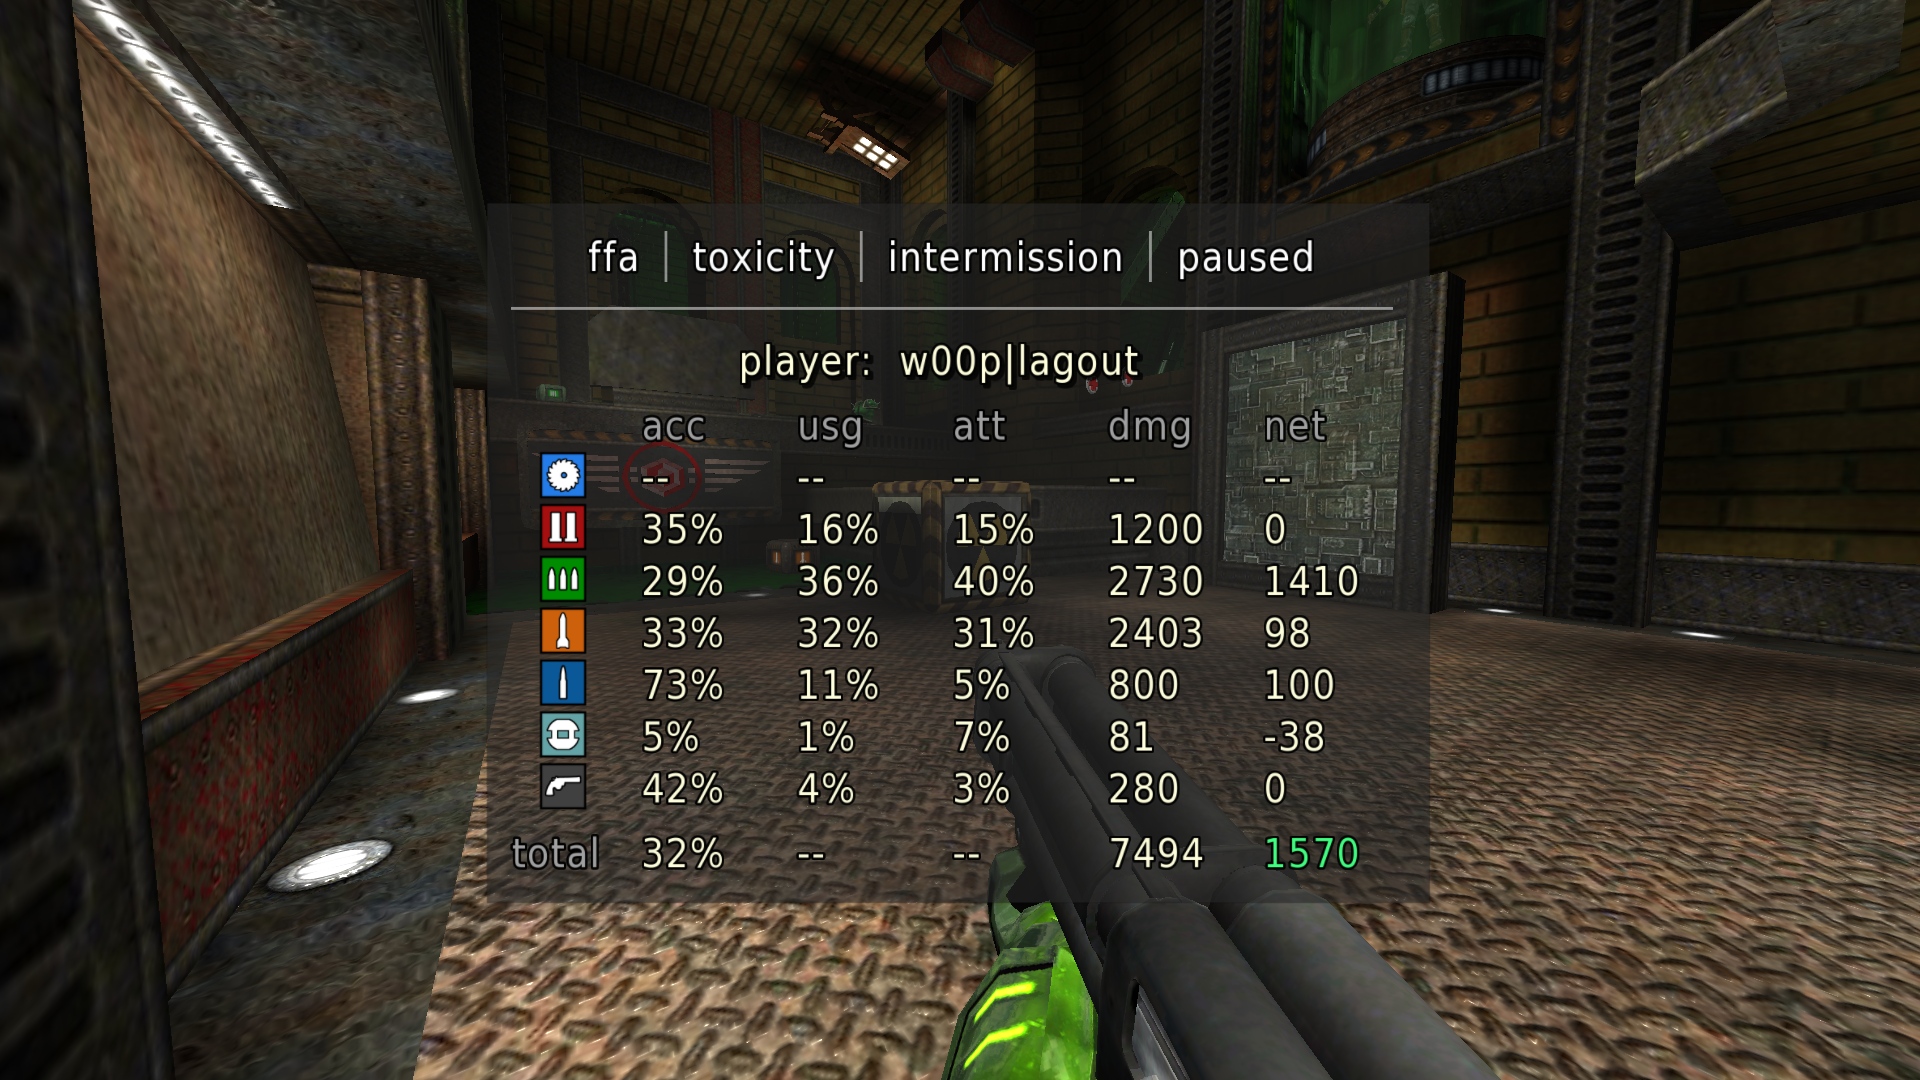 ffa | toxicity | intermission | paused
player: w00p|lagout
acc usg att dmg net
-- -- -- -- --
35% 16% 15% 1200 0
29% 36% 40% 2730 1410
33% 32% 31% 2403 98
73% 11% 5% 800 100
5% 1% 7% 81 -38
42% 4% 3% 280 0
total 32% -- -- 7494 1570